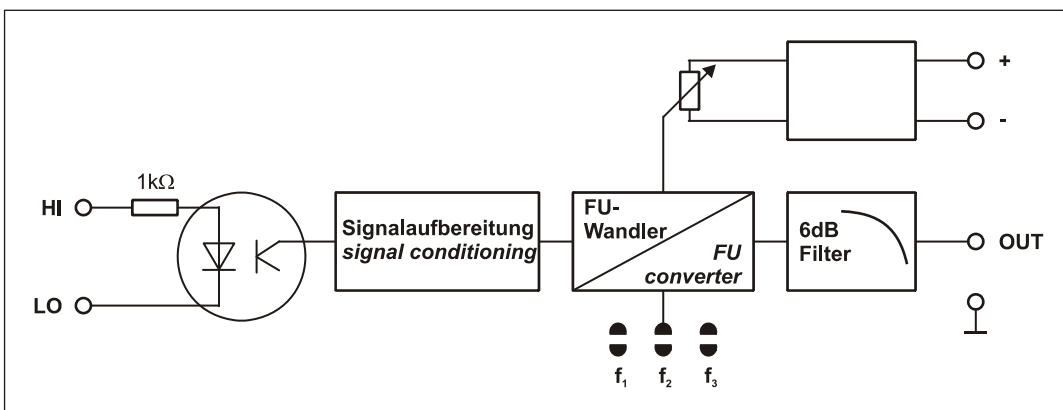 +
-
1kΩ
HI
LO
Signalaufbereitung
signal conditioning
FU-
Wandler
FU
converter
6dB
Filter
OUT
f₁ f₂ f₃